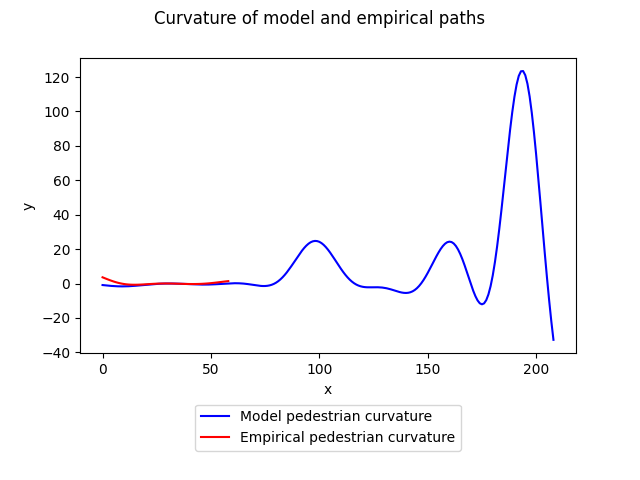 Curvature of model and empirical paths
120
100
80
60
40
20
0
−20
−40
y
0 50 100 150 200
x
Model pedestrian curvature
Empirical pedestrian curvature